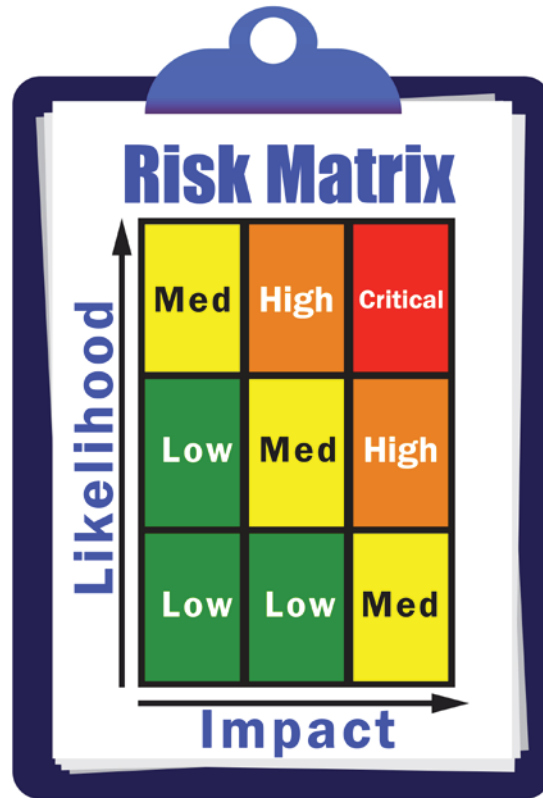 Risk Matrix
Likelihood
Med High Critical
Low Med High
Low Low Med
Impact